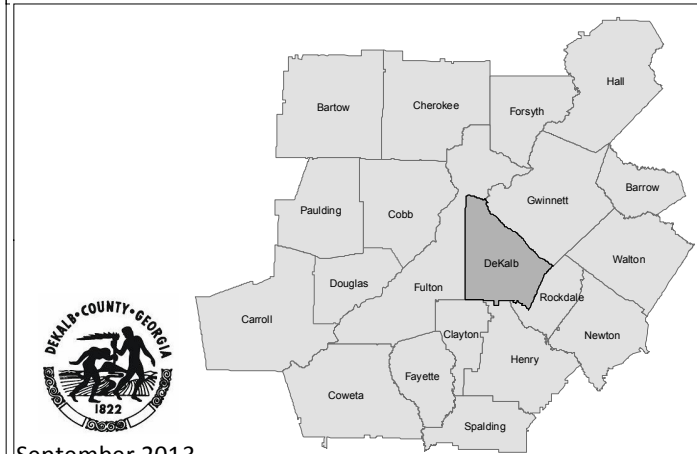 Hall
Bartow
Cherokee
Forsyth
Barrow
Gwinnett
Paulding
Cobb
Walton
DeKalb
Douglas
Fulton
Rockdale
Carroll
Clayton
Newton
Henry
Fayette
Coweta
Spalding
DEKALB•COUNTY•GEORGIA
1822
September 2013